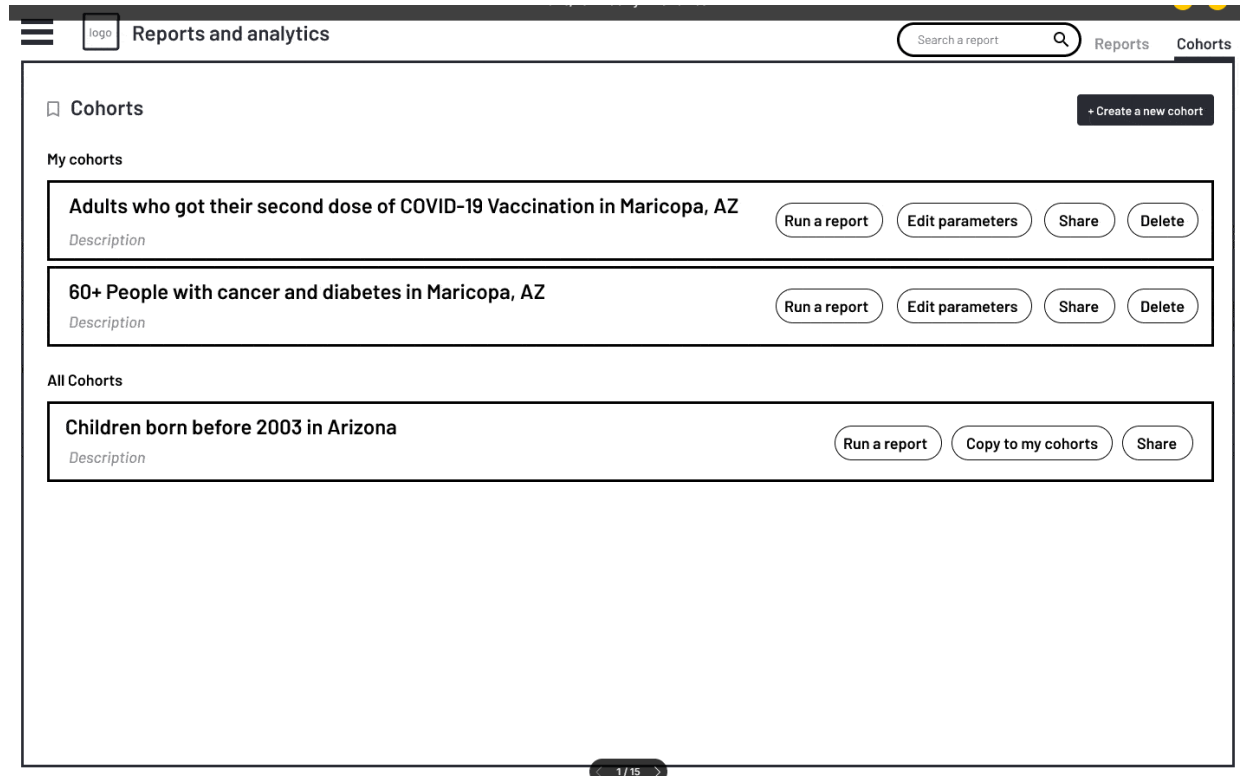 logo
Reports and analytics
Search a report
Reports
Cohorts
Cohorts
+ Create a new cohort
My cohorts
Adults who got their second dose of COVID-19 Vaccination in Maricopa, AZ
Description
Run a report
Edit parameters
Share
Delete
60+ People with cancer and diabetes in Maricopa, AZ
Description
Run a report
Edit parameters
Share
Delete
All Cohorts
Children born before 2003 in Arizona
Description
Run a report
Copy to my cohorts
Share
1 / 15